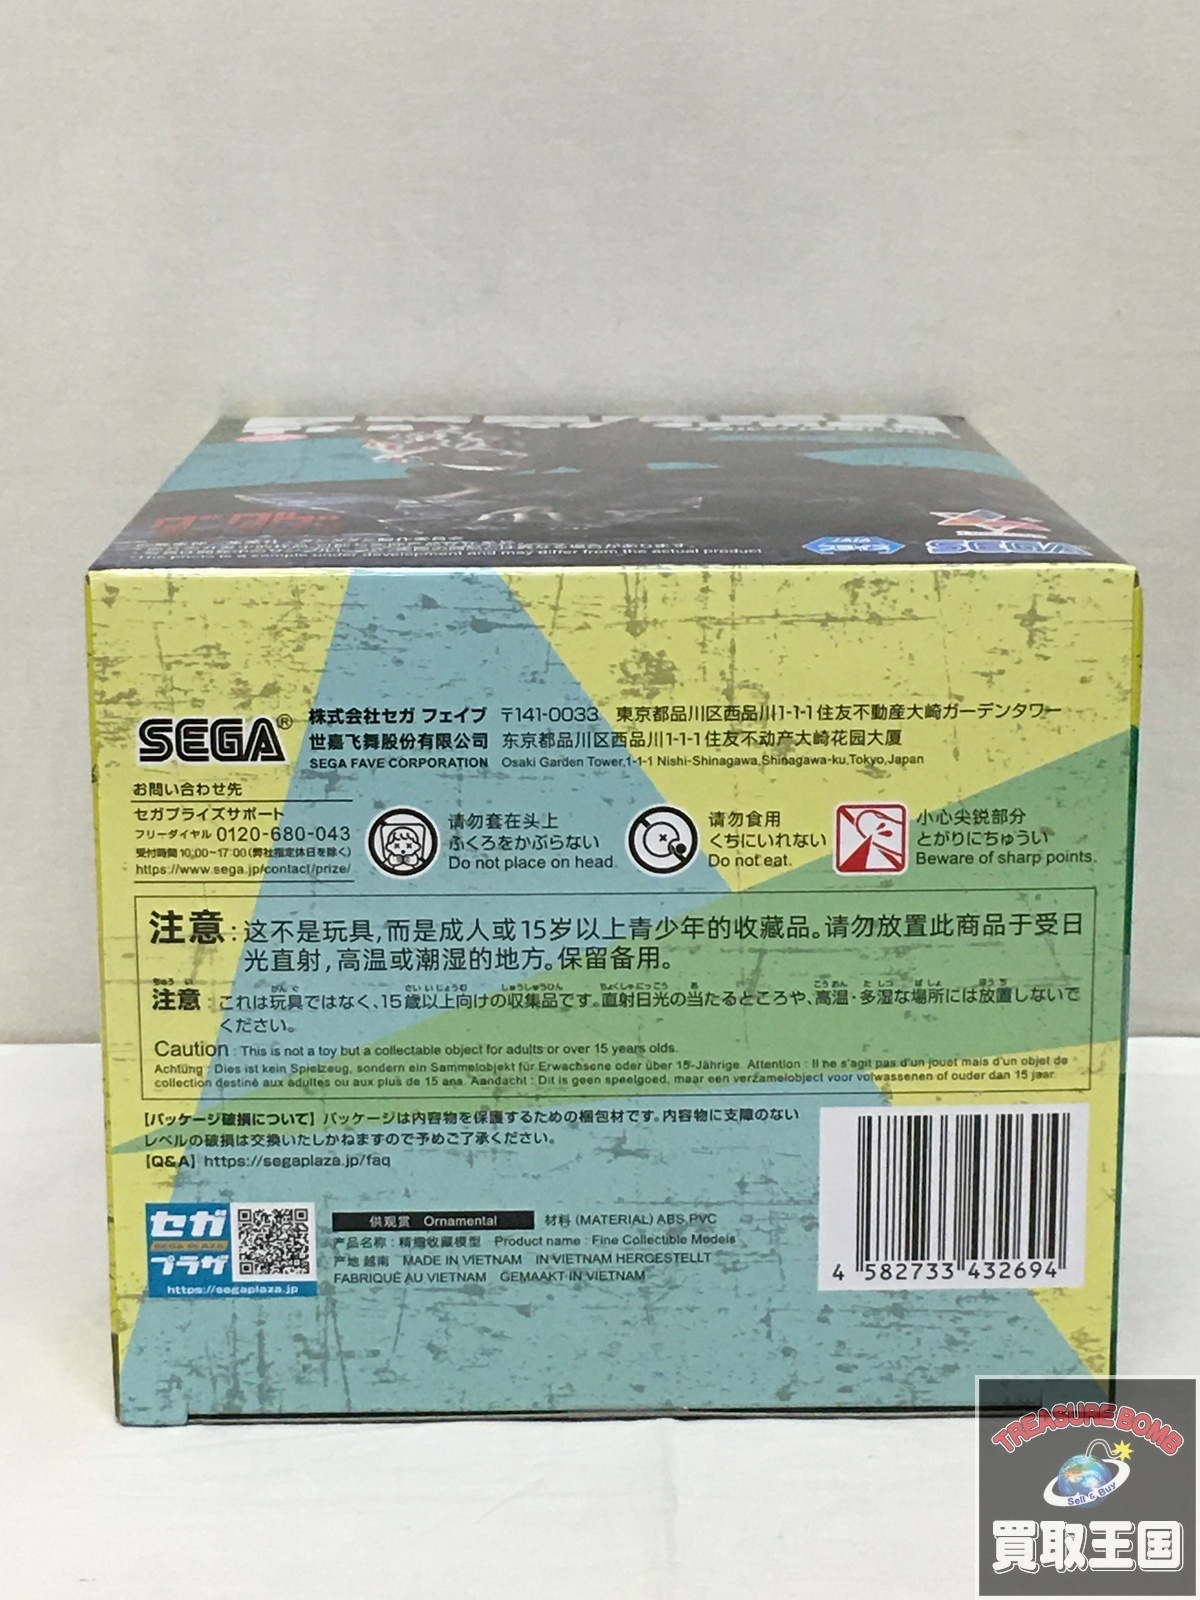 ダンダダン
sample under development and may differ from the actual product
SEGA®
株式会社セガ フェイブ 〒141-0033 東京都品川区西品川1-1-1住友不動産大崎ガーデンタワー
世嘉飞舞股份有限公司 东京都品川区西品川1-1-1住友不动产大崎花园大厦
SEGA FAVE CORPORATION Osaki Garden Tower,1-1-1 Nishi-Shinagawa,Shinagawa-ku,Tokyo,Japan
お問い合わせ先
セガプライズサポート
フリーダイヤル 0120-680-043
受付時間10:00~17:00(弊社指定休日を除く)
https://www.sega.jp/contact/prize/
请勿套在头上
ふくろをかぶらない
Do not place on head.
请勿食用
くちにいれない
Do not eat.
小心尖锐部分
とがりにちゅうい
Beware of sharp points.
注意:这不是玩具,而是成人或15岁以上青少年的收藏品。请勿放置此商品于受日
光直射,高温或潮湿的地方。保留备用。
注意:これは玩具ではなく、15歳以上向けの収集品です。直射日光の当たるところや、高温・多湿な場所には放置しないで
ください。
Caution : This is not a toy but a collectable object for adults or over 15 years olds.
Achtung : Dies ist kein Spielzeug, sondern ein Sammelobjekt für Erwachsene oder über 15-Jährige. Attention : Il ne s'agit pas d'un jouet mais d'un objet de
collection destiné aux adultes ou aux plus de 15 ans. Aandacht : Dit is geen speelgoed, maar een verzamelobject voor volwassenen of ouder dan 15 jaar.
【パッケージ破損について】パッケージは内容物を保護するための梱包材です。内容物に支障のない
レベルの破損は交換いたしかねますので予めご了承ください。
【Q&A】https://segaplaza.jp/faq
セガ
SEGA PLAZA
プラザ
https://segaplaza.jp
供观赏 Ornamental 材料(MATERIAL)ABS,PVC
产品名称:精緻收藏模型 Product name : Fine Collectible Models
产地 越南 MADE IN VIETNAM IN VIETNAM HERGESTELLT
FABRIQUÉ AU VIETNAM GEMAAKT IN VIETNAM
4 582733 432694
TREASURE BOMB
Sell & Buy
買取王国